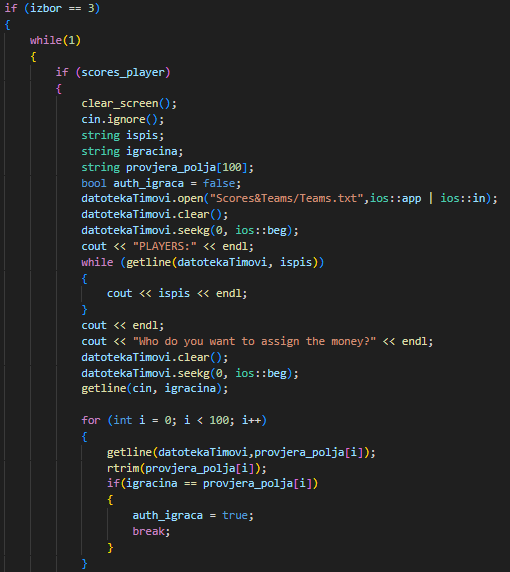 if (izbor == 3)
{
    while(1)
    {
        if (scores_player)
        {
            clear_screen();
            cin.ignore();
            string ispis;
            string igracina;
            string provjera_polja[100];
            bool auth_igraca = false;
            datotekaTimovi.open("Scores&Teams/Teams.txt",ios::app | ios::in);
            datotekaTimovi.clear();
            datotekaTimovi.seekg(0, ios::beg);
            cout << "PLAYERS:" << endl;
            while (getline(datotekaTimovi, ispis))
            {
                cout << ispis << endl;
            }
            cout << endl;
            cout << "Who do you want to assign the money?" << endl;
            datotekaTimovi.clear();
            datotekaTimovi.seekg(0, ios::beg);
            getline(cin, igracina);

            for (int i = 0; i < 100; i++)
            {
                getline(datotekaTimovi,provjera_polja[i]);
                rtrim(provjera_polja[i]);
                if(igracina == provjera_polja[i])
                {
                    auth_igraca = true;
                    break;
                }
            }